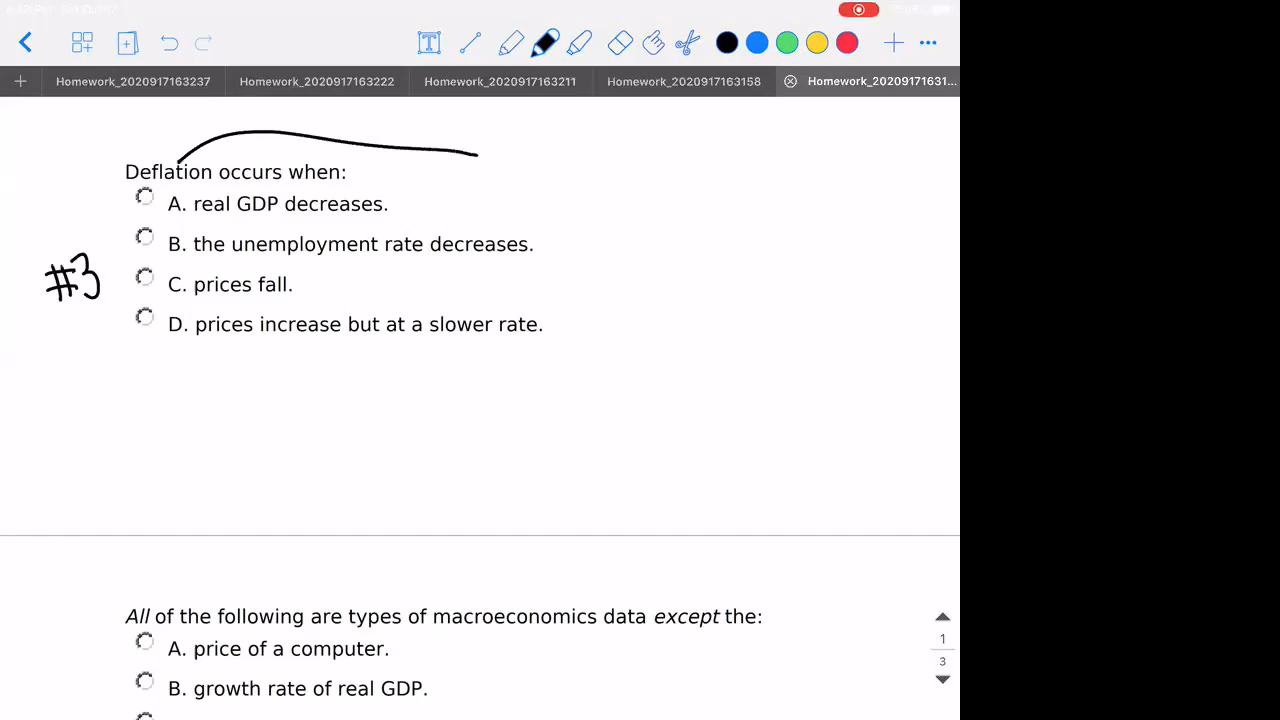 T
Homework_2020917163237
Homework_2020917163222
Homework_2020917163211
Homework_2020917163158
Homework_20209171631...
Deflation occurs when:
A. real GDP decreases.
B. the unemployment rate decreases.
#3
C. prices fall.
D. prices increase but at a slower rate.
All of the following are types of macroeconomics data except the:
A. price of a computer.
1
3
B. growth rate of real GDP.